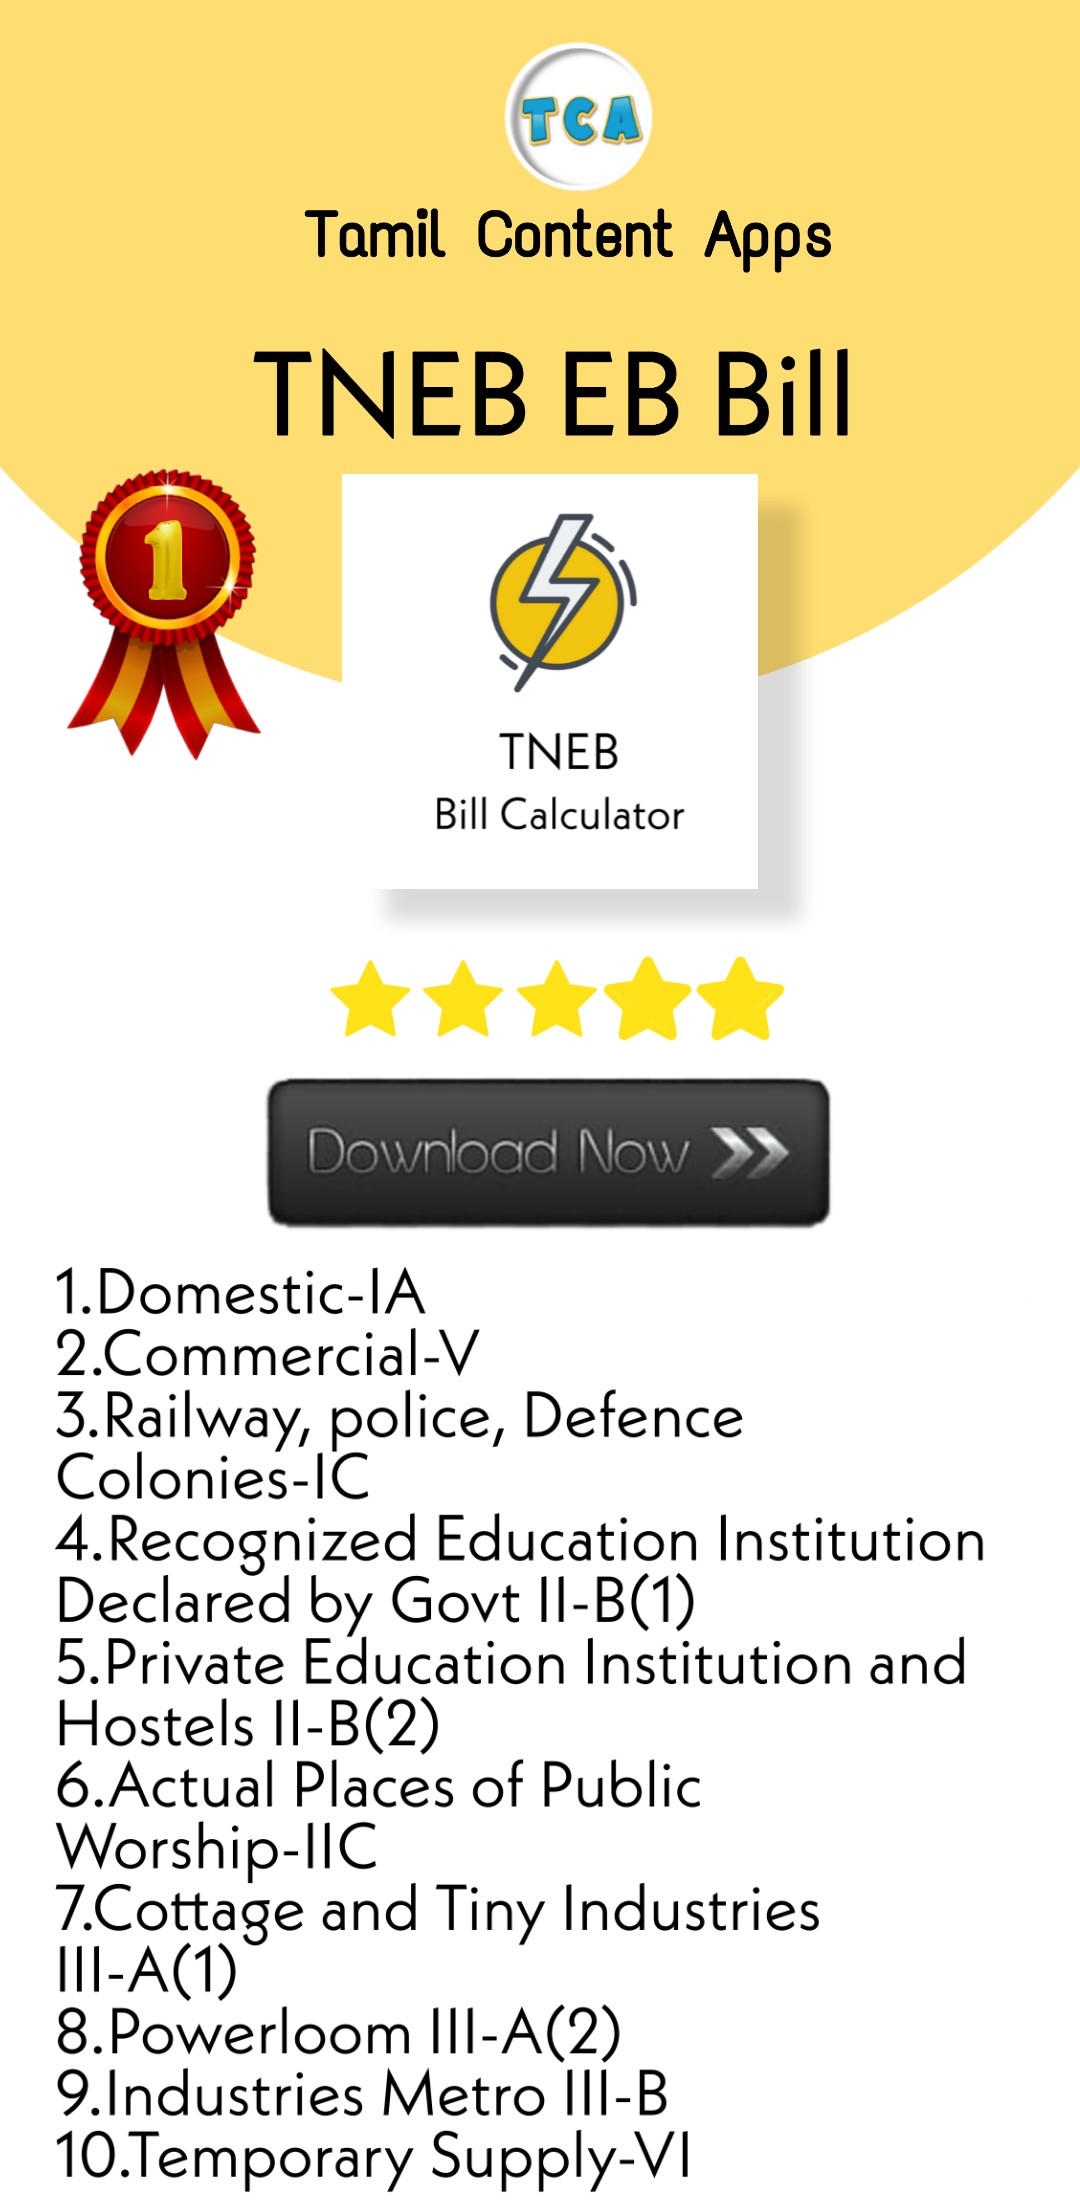 TCA
Tamil Content Apps
TNEB EB Bill
1
TNEB
Bill Calculator
Download Now
1.Domestic-IA
2.Commercial-V
3.Railway, police, Defence
Colonies-IC
4.Recognized Education Institution
Declared by Govt II-B(1)
5.Private Education Institution and
Hostels II-B(2)
6.Actual Places of Public
Worship-IIC
7.Cottage and Tiny Industries
III-A(1)
8.Powerloom III-A(2)
9.Industries Metro III-B
10.Temporary Supply-VI